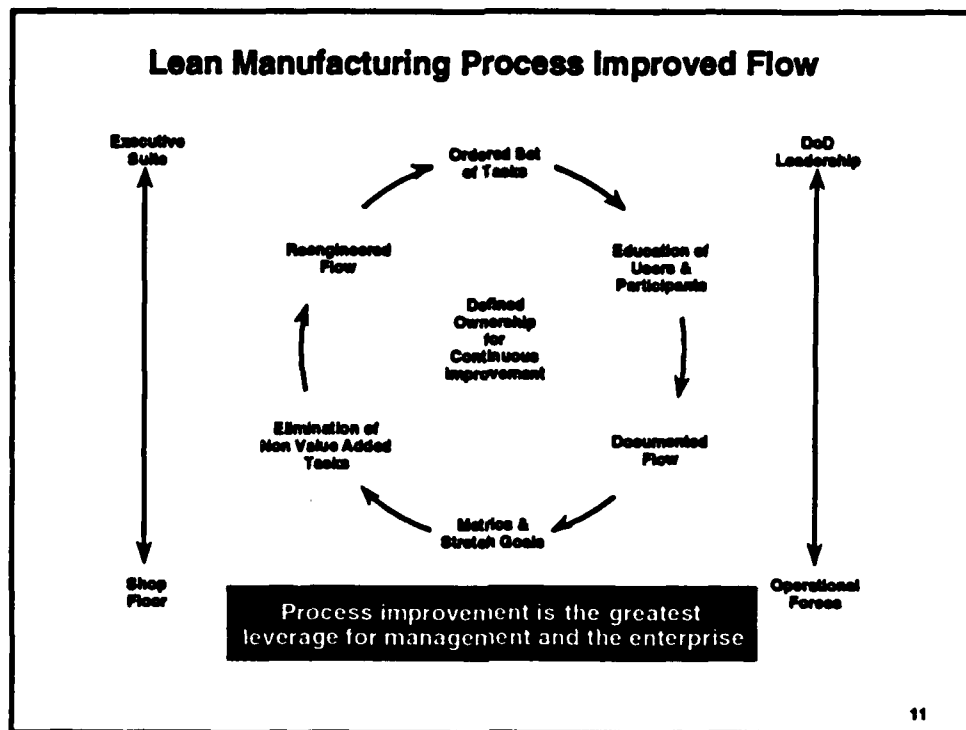 Lean Manufacturing Process Improved Flow
Executive
Suite
Ordered Set
of Tasks
DoD
Leadership
Reengineered
Flow
Education of
Users &
Participants
Defined
Ownership
for
Continuous
Improvement
Elimination of
Non Value Added
Tasks
Documented
Flow
Metrics &
Stretch Goals
Shop
Floor
Operational
Forces
Process improvement is the greatest
leverage for management and the enterprise
11